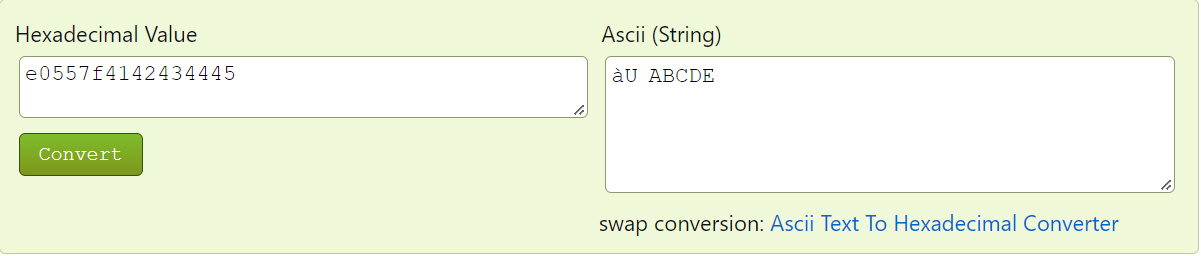 Hexadecimal Value
e0557f4142434445
Convert
Ascii (String)
àU ABCDE
swap conversion: Ascii Text To Hexadecimal Converter